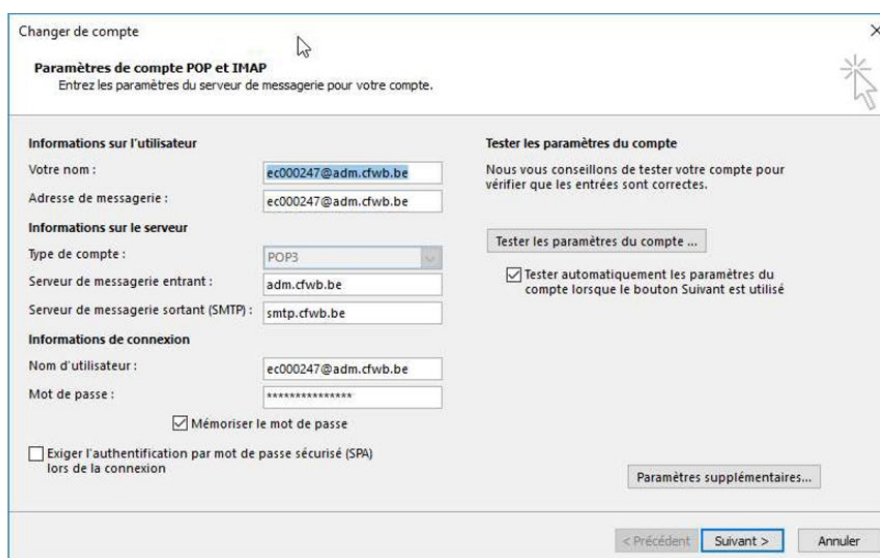 Changer de compte
Paramètres de compte POP et IMAP
Entrez les paramètres du serveur de messagerie pour votre compte.
Informations sur l'utilisateur
Votre nom : ec000247@adm.cfwb.be
Adresse de messagerie : ec000247@adm.cfwb.be
Informations sur le serveur
Type de compte : POP3
Serveur de messagerie entrant : adm.cfwb.be
Serveur de messagerie sortant (SMTP) : smtp.cfwb.be
Informations de connexion
Nom d'utilisateur : ec000247@adm.cfwb.be
Mot de passe : ***************
Mémoriser le mot de passe
Exiger l'authentification par mot de passe sécurisé (SPA)
lors de la connexion
Tester les paramètres du compte
Nous vous conseillons de tester votre compte pour
vérifier que les entrées sont correctes.
Tester les paramètres du compte ...
Tester automatiquement les paramètres du
compte lorsque le bouton Suivant est utilisé
Paramètres supplémentaires...
< Précédent Suivant > Annuler